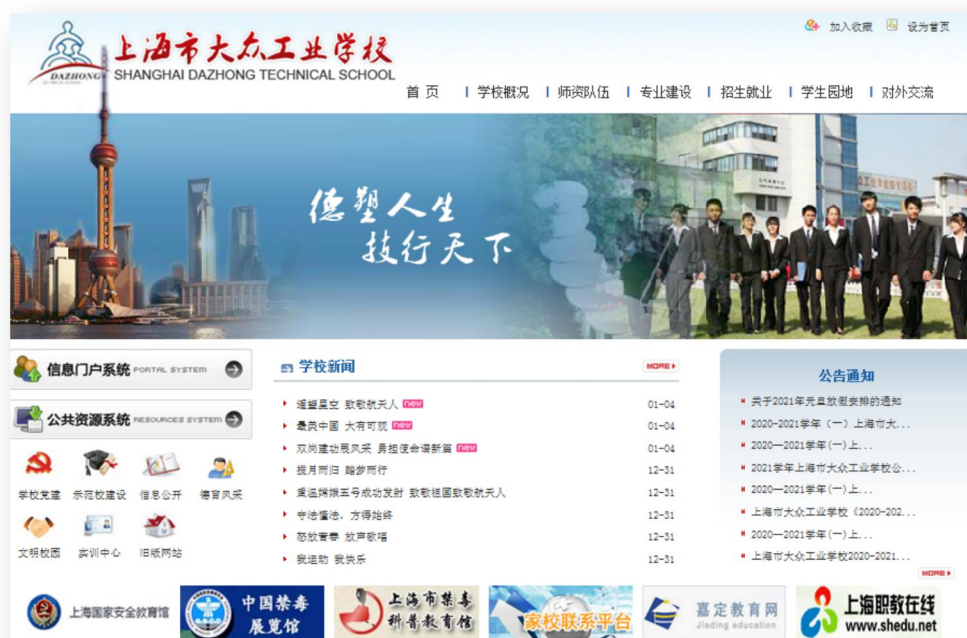 加入收藏 设为首页
上海市大众工业学校
DAZHONG
SHANGHAI DAZHONG TECHNICAL SCHOOL
首 页 学校概况 师资队伍 专业建设 招生就业 学生园地 对外交流
德塑人生
技行天下
信息门户系统 PORTAL SYSTEM
公共资源系统 RESOURCES SYSTEM
学校党建 示范校建设 信息公开 德育风采
文明校园 实训中心 旧版网站
学校新闻 MORE
遥望星空 致敬航天人 new 01-04
最美中国 大有可观 new 01-04
双岗建功展风采 勇担使命谱新篇 new 01-04
揽月而归 踏梦而行 12-31
重温嫦娥五号成功发射 致敬祖国致敬航天人 12-31
守法懂法，方得始终 12-31
怒放青春 放声歌唱 12-31
我运动 我快乐 12-31
公告通知
关于2021年元旦放假安排的通知
2020-2021学年（一）上海市大...
2020—2021学年(一)上...
2021学年上海市大众工业学校公...
2020—2021学年(一)上...
上海市大众工业学校《2020-202...
2020—2021学年(一)上...
上海市大众工业学校2020-2021...
MORE
上海国家安全教育馆
中国禁毒
展览馆
上海市禁毒
科普教育馆
家校联系平台
嘉定教育网
Jiading education
上海职教在线
www.shedu.net